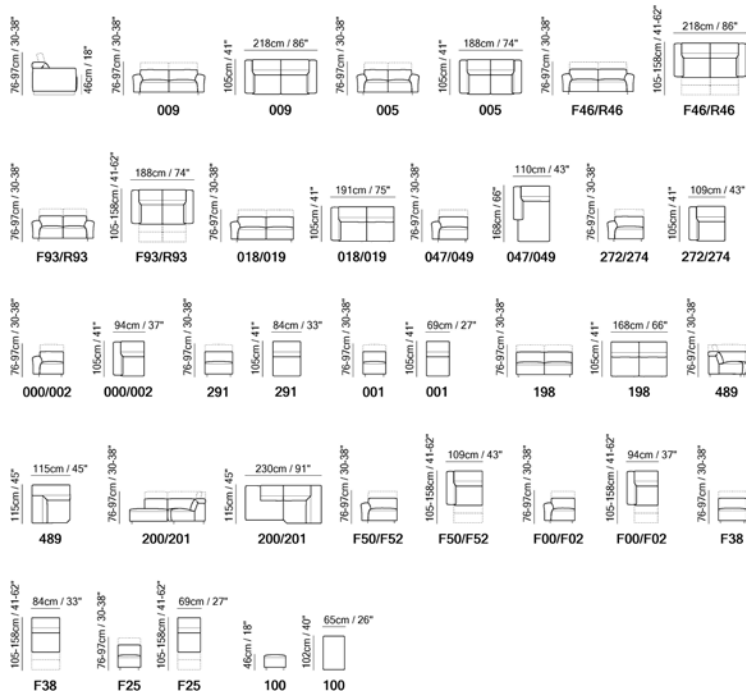 76-97cm / 30-38"
46cm / 18"
76-97cm / 30-38"
009
218cm / 86"
105cm / 41"
009
76-97cm / 30-38"
005
188cm / 74"
105cm / 41"
005
76-97cm / 30-38"
F46/R46
218cm / 86"
105-158cm / 41-62"
F46/R46
76-97cm / 30-38"
F93/R93
188cm / 74"
105-158cm / 41-62"
F93/R93
76-97cm / 30-38"
018/019
191cm / 75"
105cm / 41"
018/019
76-97cm / 30-38"
047/049
110cm / 43"
168cm / 66"
047/049
76-97cm / 30-38"
272/274
109cm / 43"
105cm / 41"
272/274
76-97cm / 30-38"
000/002
94cm / 37"
105cm / 41"
000/002
76-97cm / 30-38"
291
84cm / 33"
105cm / 41"
291
76-97cm / 30-38"
001
69cm / 27"
105cm / 41"
001
76-97cm / 30-38"
198
168cm / 66"
105cm / 41"
198
76-97cm / 30-38"
489
115cm / 45"
115cm / 45"
489
76-97cm / 30-38"
200/201
230cm / 91"
115cm / 45"
200/201
76-97cm / 30-38"
F50/F52
109cm / 43"
105-158cm / 41-62"
F50/F52
76-97cm / 30-38"
F00/F02
94cm / 37"
105-158cm / 41-62"
F00/F02
76-97cm / 30-38"
F38
84cm / 33"
105-158cm / 41-62"
F38
76-97cm / 30-38"
F25
69cm / 27"
105-158cm / 41-62"
F25
46cm / 18"
100
65cm / 26"
102cm / 40"
100